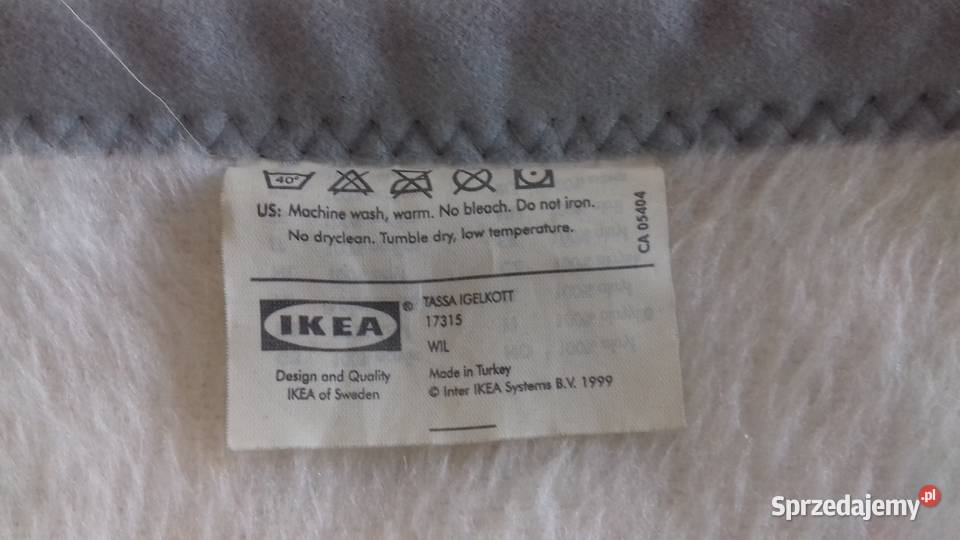 40°
US: Machine wash, warm. No bleach. Do not iron.
No dryclean. Tumble dry, low temperature.
CA 05404
IKEA®
Design and Quality
IKEA of Sweden
TASSA IGELKOTT
17315
WIL
Made in Turkey
© Inter IKEA Systems B.V. 1999
Sprzedajemy.pl